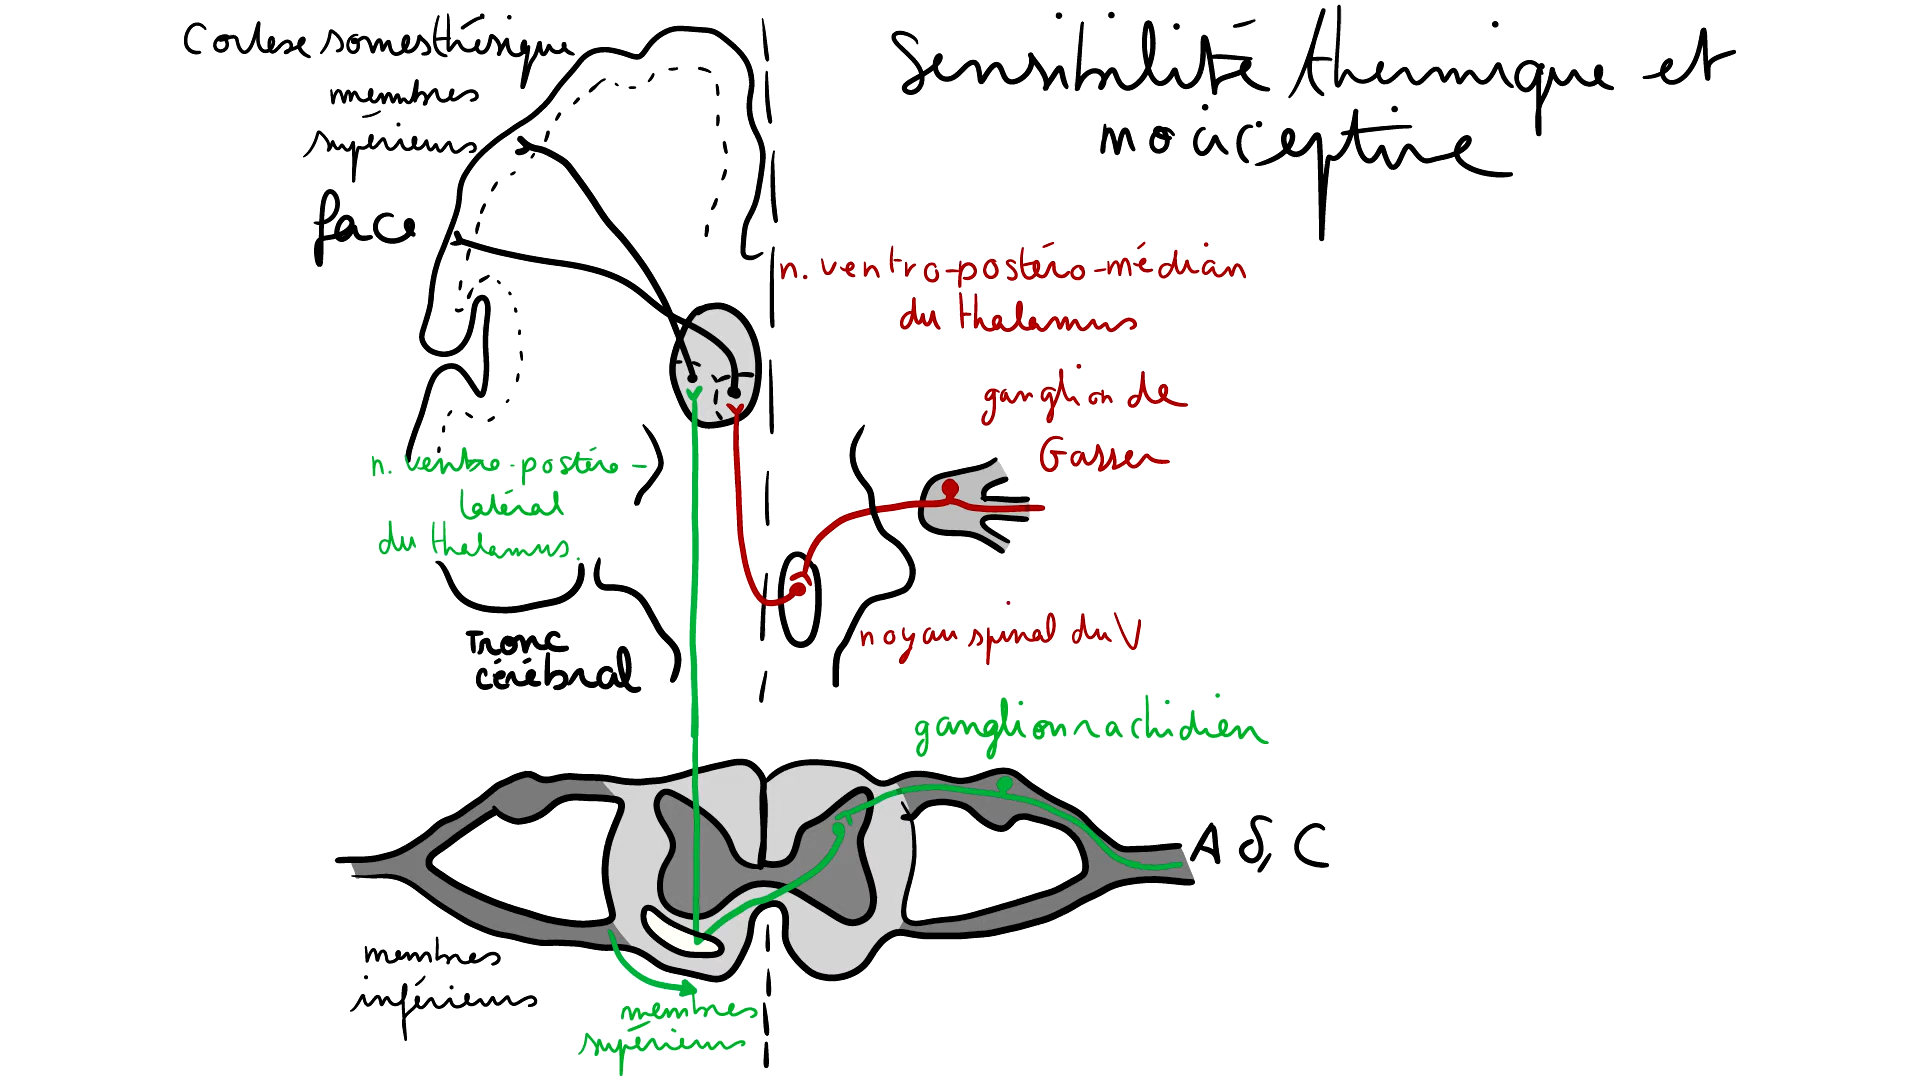 Cortex somesthésique
membres
supérieurs
face
Sensibilité thermique et
nociceptive
n. ventro-postéro-médian
du thalamus
ganglion de
Gasser
n. ventro-postéro-
latéral
du thalamus.
Tronc
cérébral
noyau spinal du V
ganglion rachidien
A δ, C
membres
inférieurs
membres
supérieurs